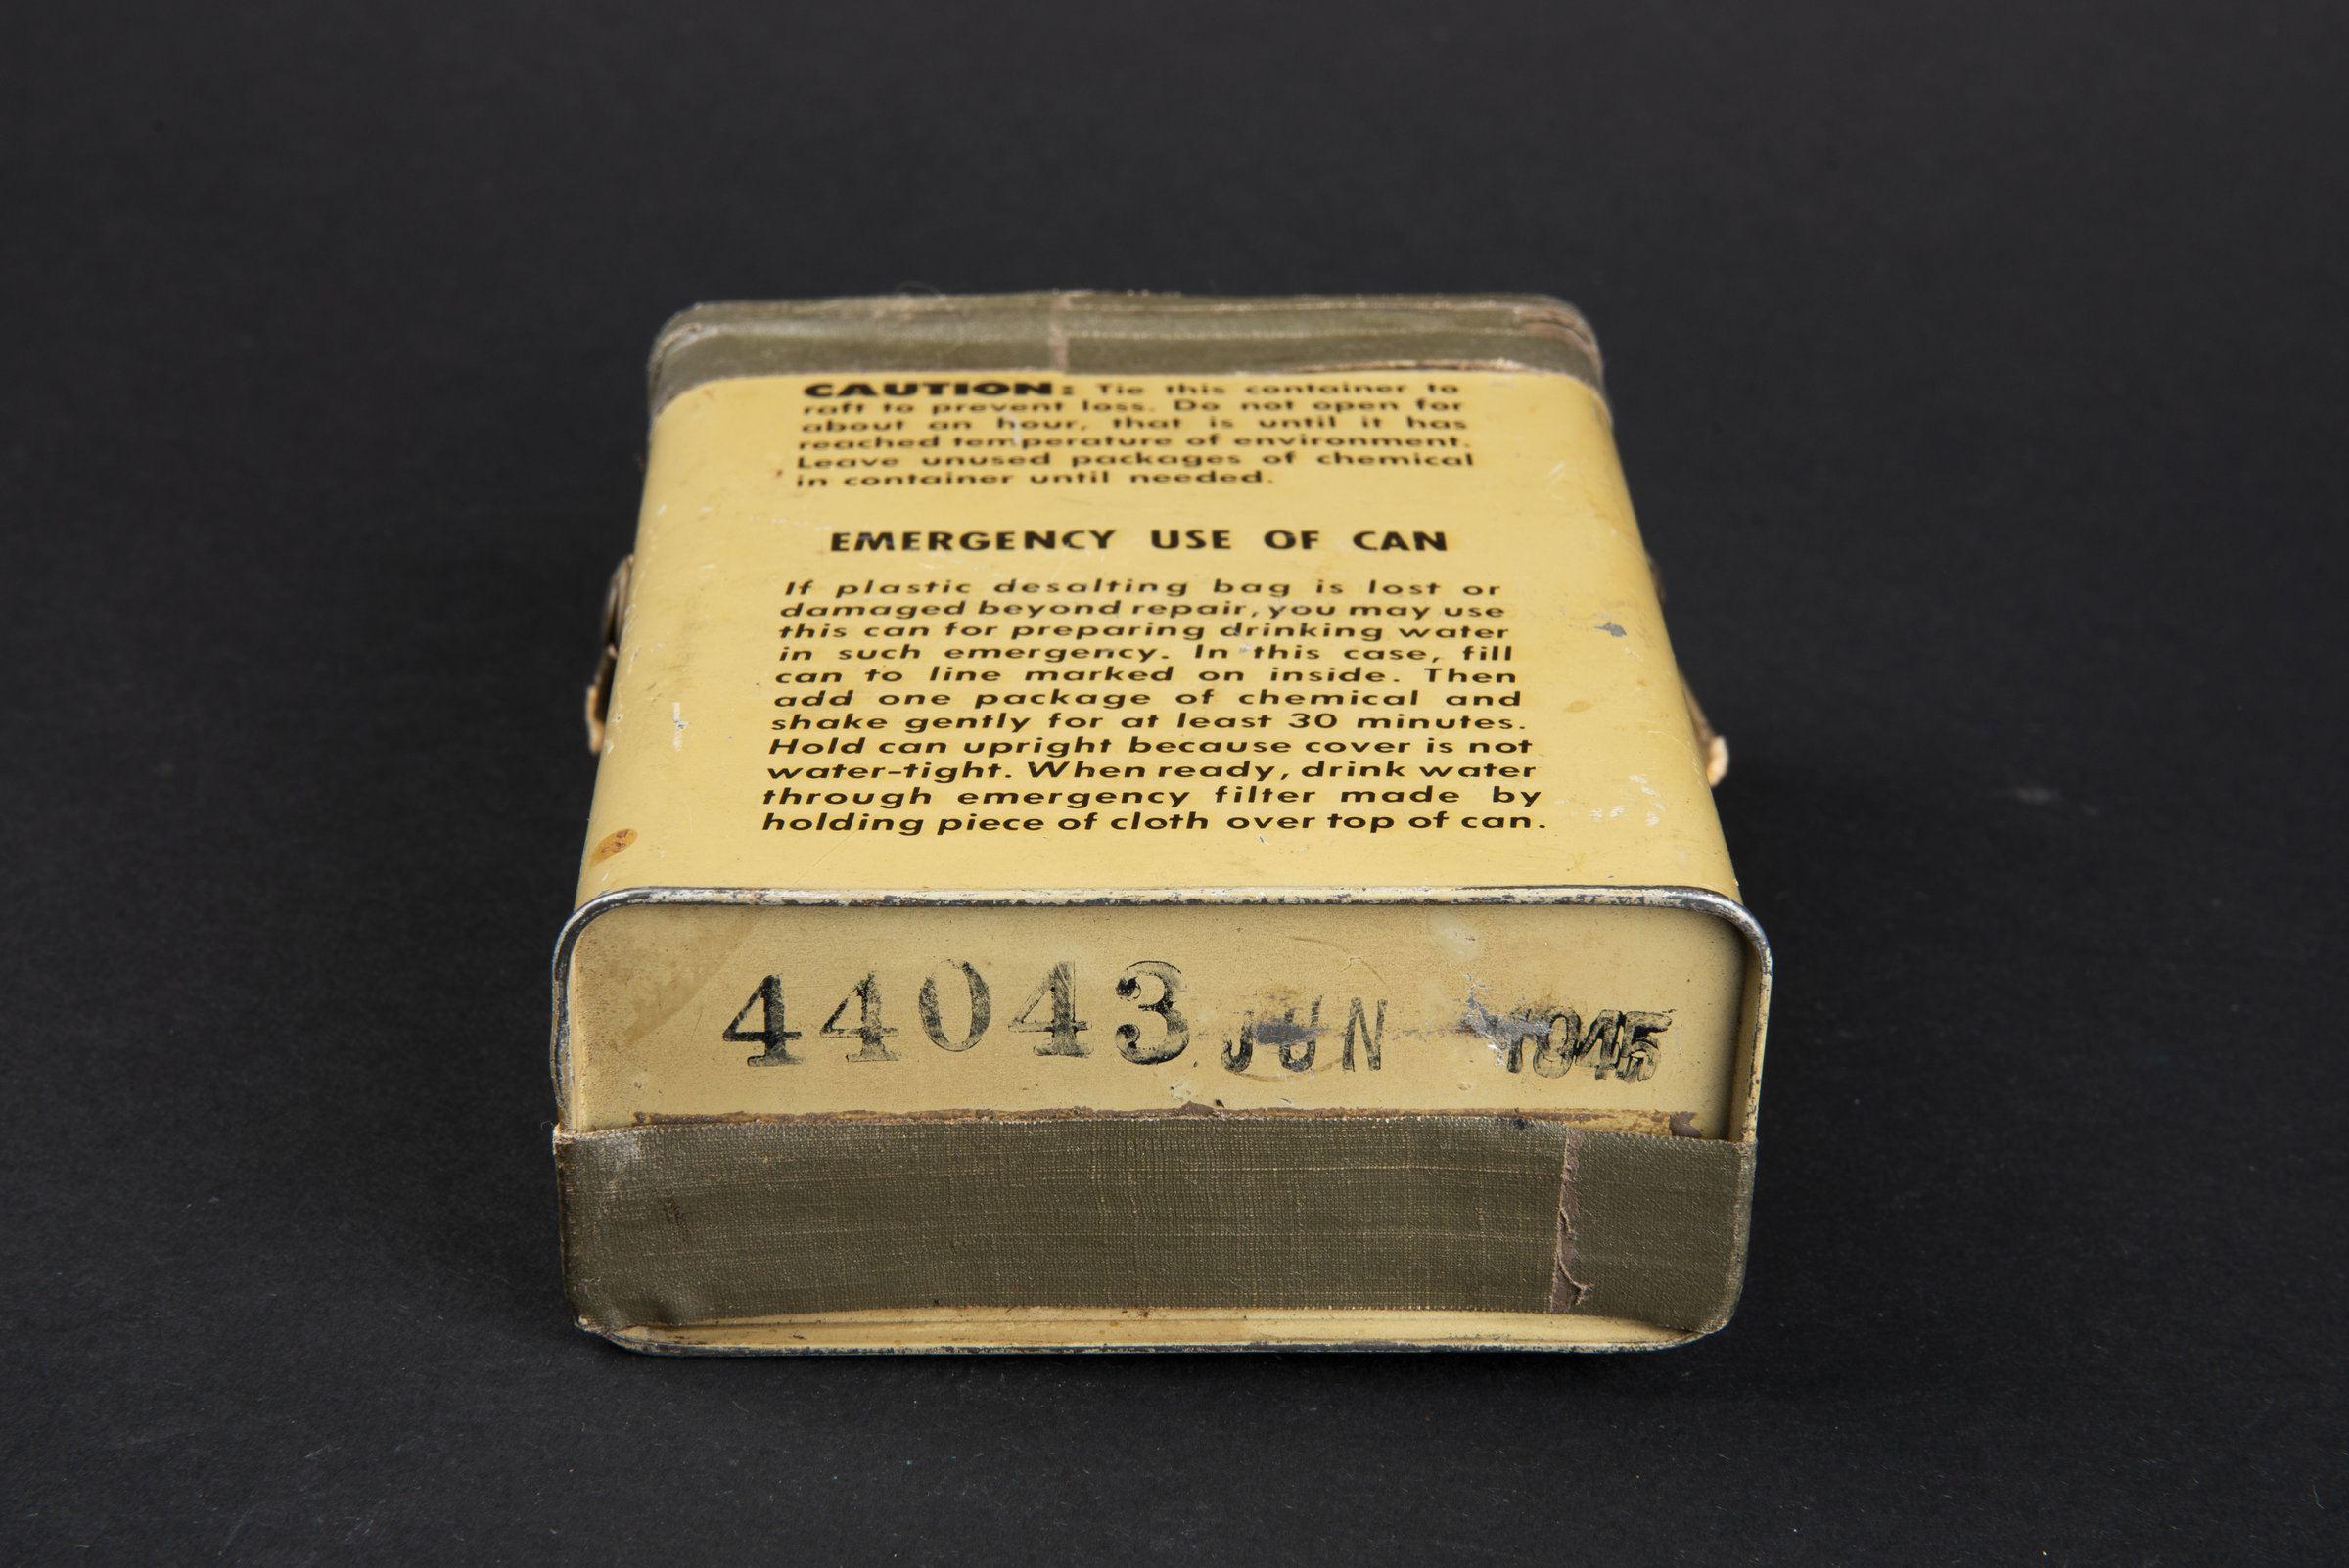 CAUTION: Tie this container to
raft to prevent loss. Do not open for
about an hour, that is until it has
reached temperature of environment.
Leave unused packages of chemical
in container until needed.
EMERGENCY USE OF CAN
If plastic desalting bag is lost or
damaged beyond repair, you may use
this can for preparing drinking water
in such emergency. In this case, fill
can to line marked on inside. Then
add one package of chemical and
shake gently for at least 30 minutes.
Hold can upright because cover is not
water-tight. When ready, drink water
through emergency filter made by
holding piece of cloth over top of can.
44043 JUN 1945